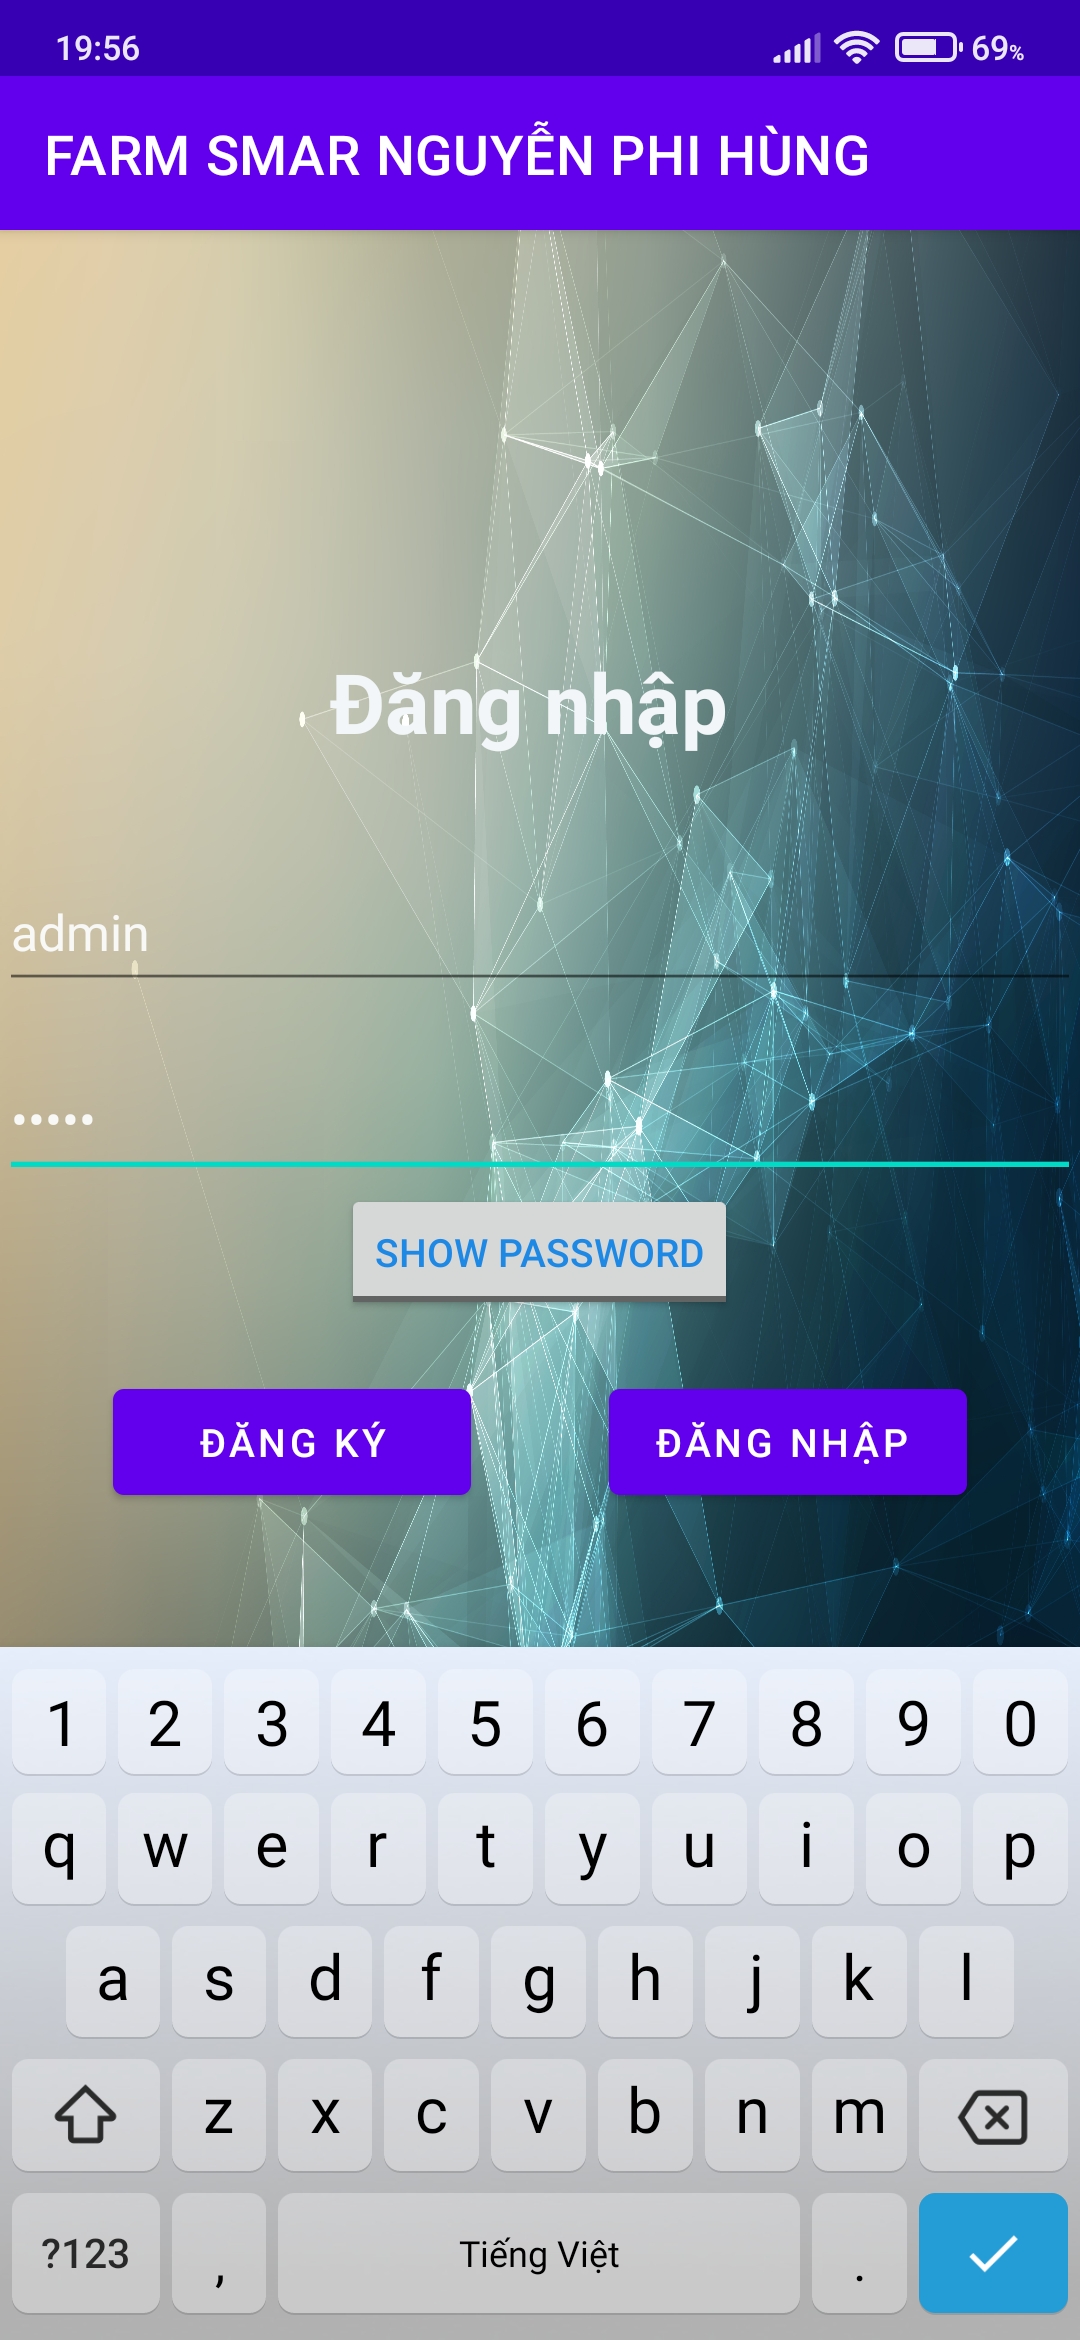 19:56 69%
FARM SMAR NGUYỄN PHI HÙNG
Đăng nhập
admin
•••••
SHOW PASSWORD
ĐĂNG KÝ ĐĂNG NHẬP
1 2 3 4 5 6 7 8 9 0
q w e r t y u i o p
a s d f g h j k l
z x c v b n m
?123 , Tiếng Việt .